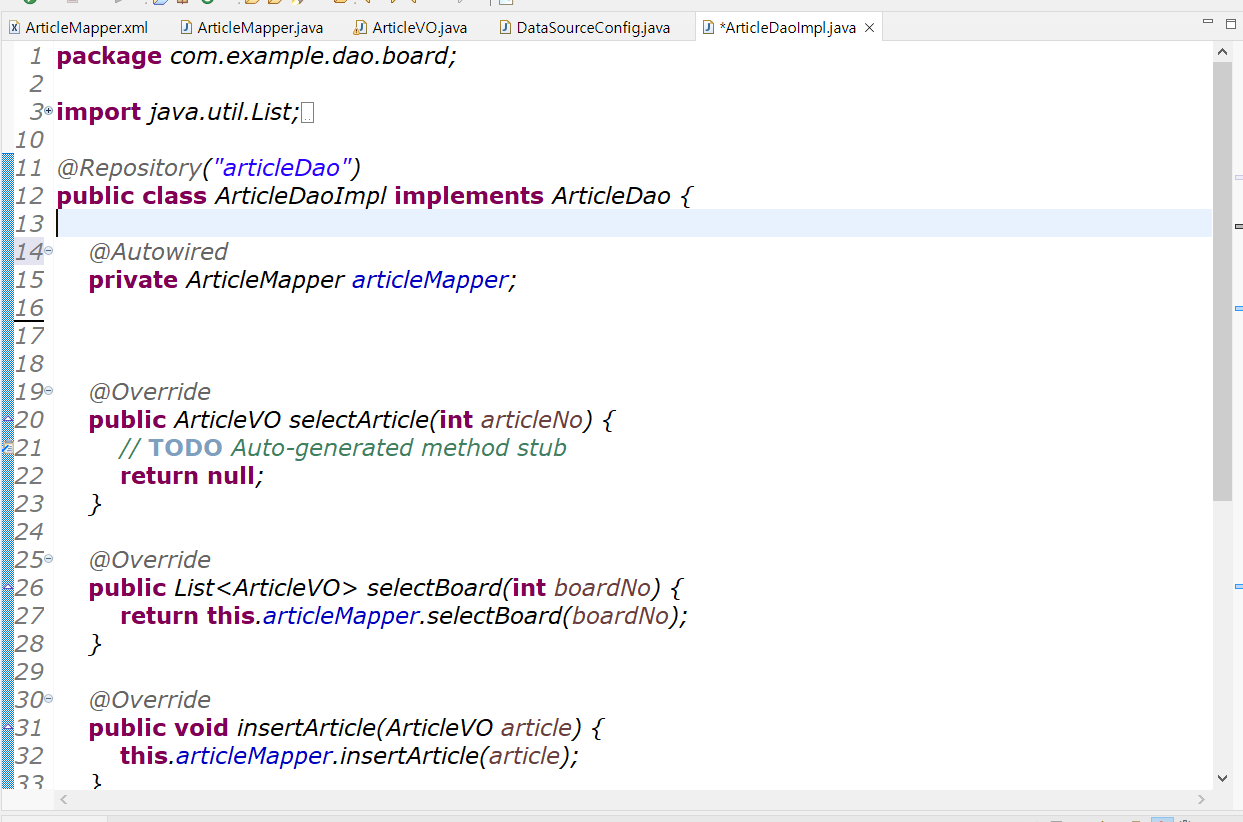 ArticleMapper.xml ArticleMapper.java ArticleVO.java DataSourceConfig.java *ArticleDaoImpl.java
1 package com.example.dao.board;
2
3 import java.util.List;
10
11 @Repository("articleDao")
12 public class ArticleDaoImpl implements ArticleDao {
13
14 @Autowired
15 private ArticleMapper articleMapper;
16
17
18
19 @Override
20 public ArticleVO selectArticle(int articleNo) {
21 // TODO Auto-generated method stub
22 return null;
23 }
24
25 @Override
26 public List<ArticleVO> selectBoard(int boardNo) {
27 return this.articleMapper.selectBoard(boardNo);
28 }
29
30 @Override
31 public void insertArticle(ArticleVO article) {
32 this.articleMapper.insertArticle(article);
33 }